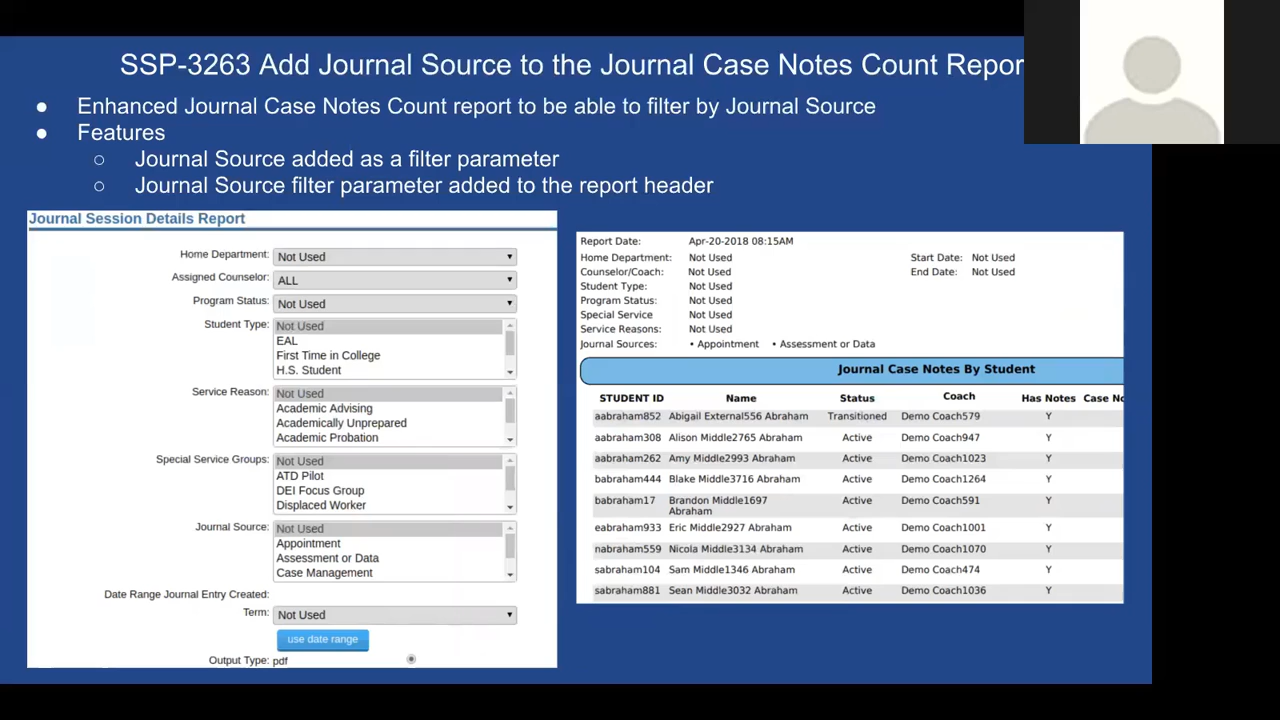 SSP-3263 Add Journal Source to the Journal Case Notes Count Repor
● Enhanced Journal Case Notes Count report to be able to filter by Journal Source
● Features
○ Journal Source added as a filter parameter
○ Journal Source filter parameter added to the report header
Journal Session Details Report
Home Department: Not Used
Assigned Counselor: ALL
Program Status: Not Used
Student Type: Not Used
EAL
First Time in College
H.S. Student
Service Reason: Not Used
Academic Advising
Academically Unprepared
Academic Probation
Special Service Groups: Not Used
ATD Pilot
DEI Focus Group
Displaced Worker
Journal Source: Not Used
Appointment
Assessment or Data
Case Management
Date Range Journal Entry Created:
Term: Not Used
use date range
Output Type: pdf
Report Date: Apr-20-2018 08:15AM
Home Department: Not Used Start Date: Not Used
Counselor/Coach: Not Used End Date: Not Used
Student Type: Not Used
Program Status: Not Used
Special Service Not Used
Service Reasons: Not Used
Journal Sources: • Appointment • Assessment or Data
Journal Case Notes By Student
STUDENT ID Name Status Coach Has Notes Case No
aabraham852 Abigail External556 Abraham Transitioned Demo Coach579 Y
aabraham308 Alison Middle2765 Abraham Active Demo Coach947 Y
aabraham262 Amy Middle2993 Abraham Active Demo Coach1023 Y
babraham444 Blake Middle3716 Abraham Active Demo Coach1264 Y
babraham17 Brandon Middle1697 Active Demo Coach591 Y
Abraham
eabraham933 Eric Middle2927 Abraham Active Demo Coach1001 Y
nabraham559 Nicola Middle3134 Abraham Active Demo Coach1070 Y
sabraham104 Sam Middle1346 Abraham Active Demo Coach474 Y
sabraham881 Sean Middle3032 Abraham Active Demo Coach1036 Y